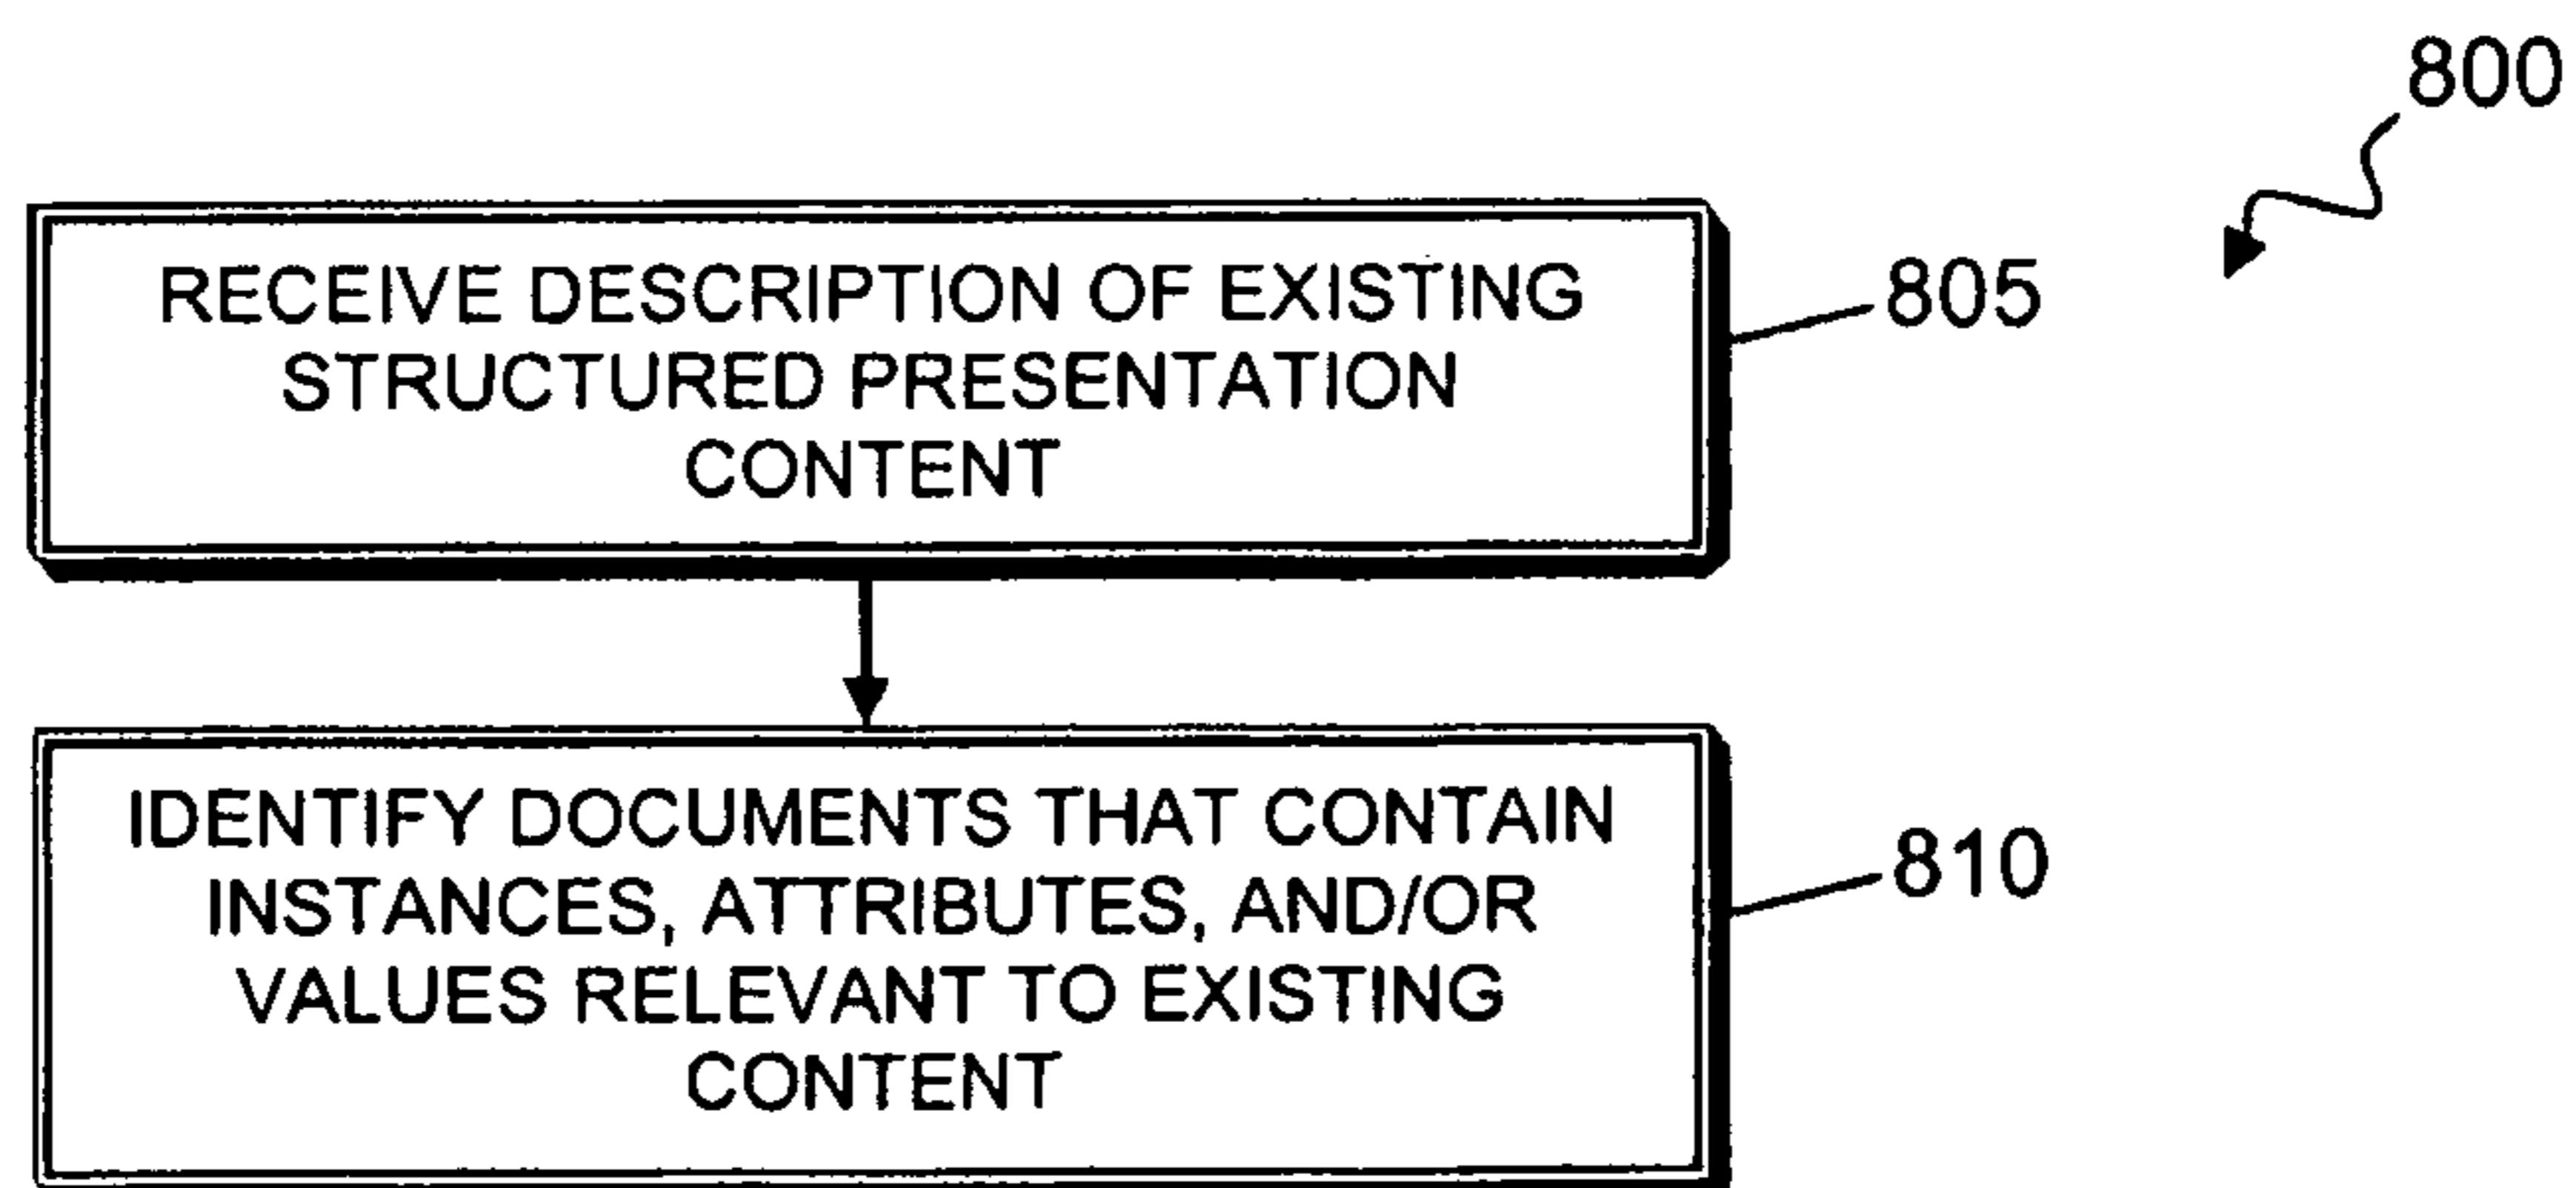 800
RECEIVE DESCRIPTION OF EXISTING
STRUCTURED PRESENTATION
CONTENT
805
IDENTIFY DOCUMENTS THAT CONTAIN
INSTANCES, ATTRIBUTES, AND/OR
VALUES RELEVANT TO EXISTING
CONTENT
810